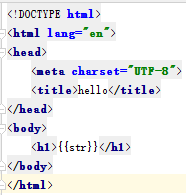 <!DOCTYPE html>
<html lang="en">
<head>
    <meta charset="UTF-8">
    <title>hello</title>
</head>
<body>
    <h1>{{str}}</h1>
</body>
</html>